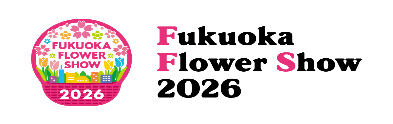 FUKUOKA
FLOWER
SHOW
2026
Fukuoka
Flower Show
2026